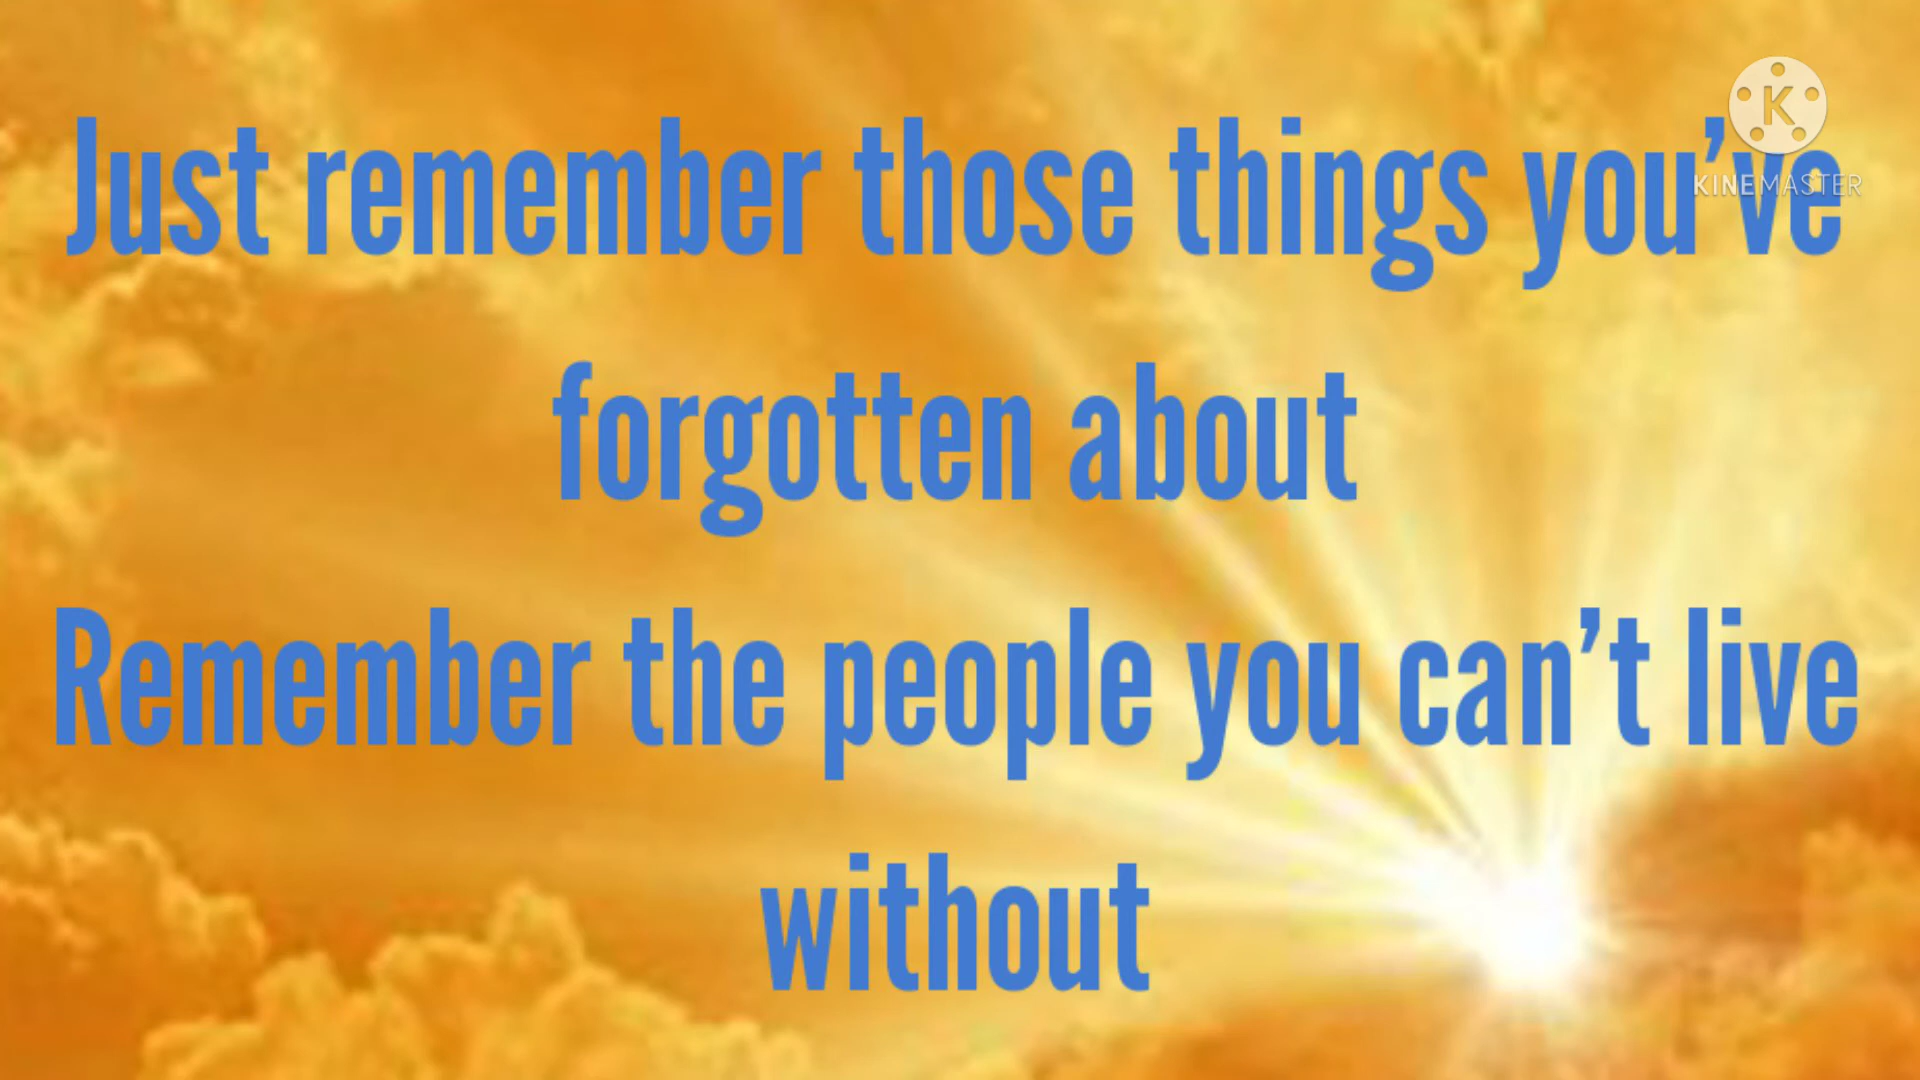 Just remember those things you’ve
forgotten about
Remember the people you can’t live
without
K
KINEMASTER